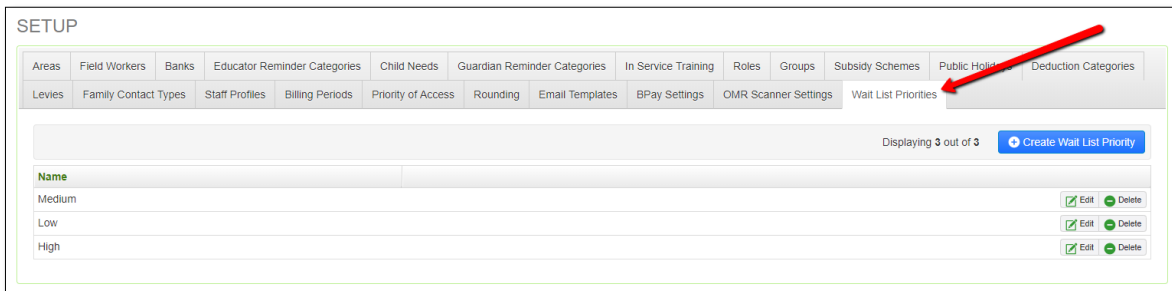 SETUP
Areas Field Workers Banks Educator Reminder Categories Child Needs Guardian Reminder Categories In Service Training Roles Groups Subsidy Schemes Public Holidays Deduction Categories
Levies Family Contact Types Staff Profiles Billing Periods Priority of Access Rounding Email Templates BPay Settings OMR Scanner Settings Wait List Priorities
Displaying 3 out of 3 Create Wait List Priority
Name
Medium Edit Delete
Low Edit Delete
High Edit Delete